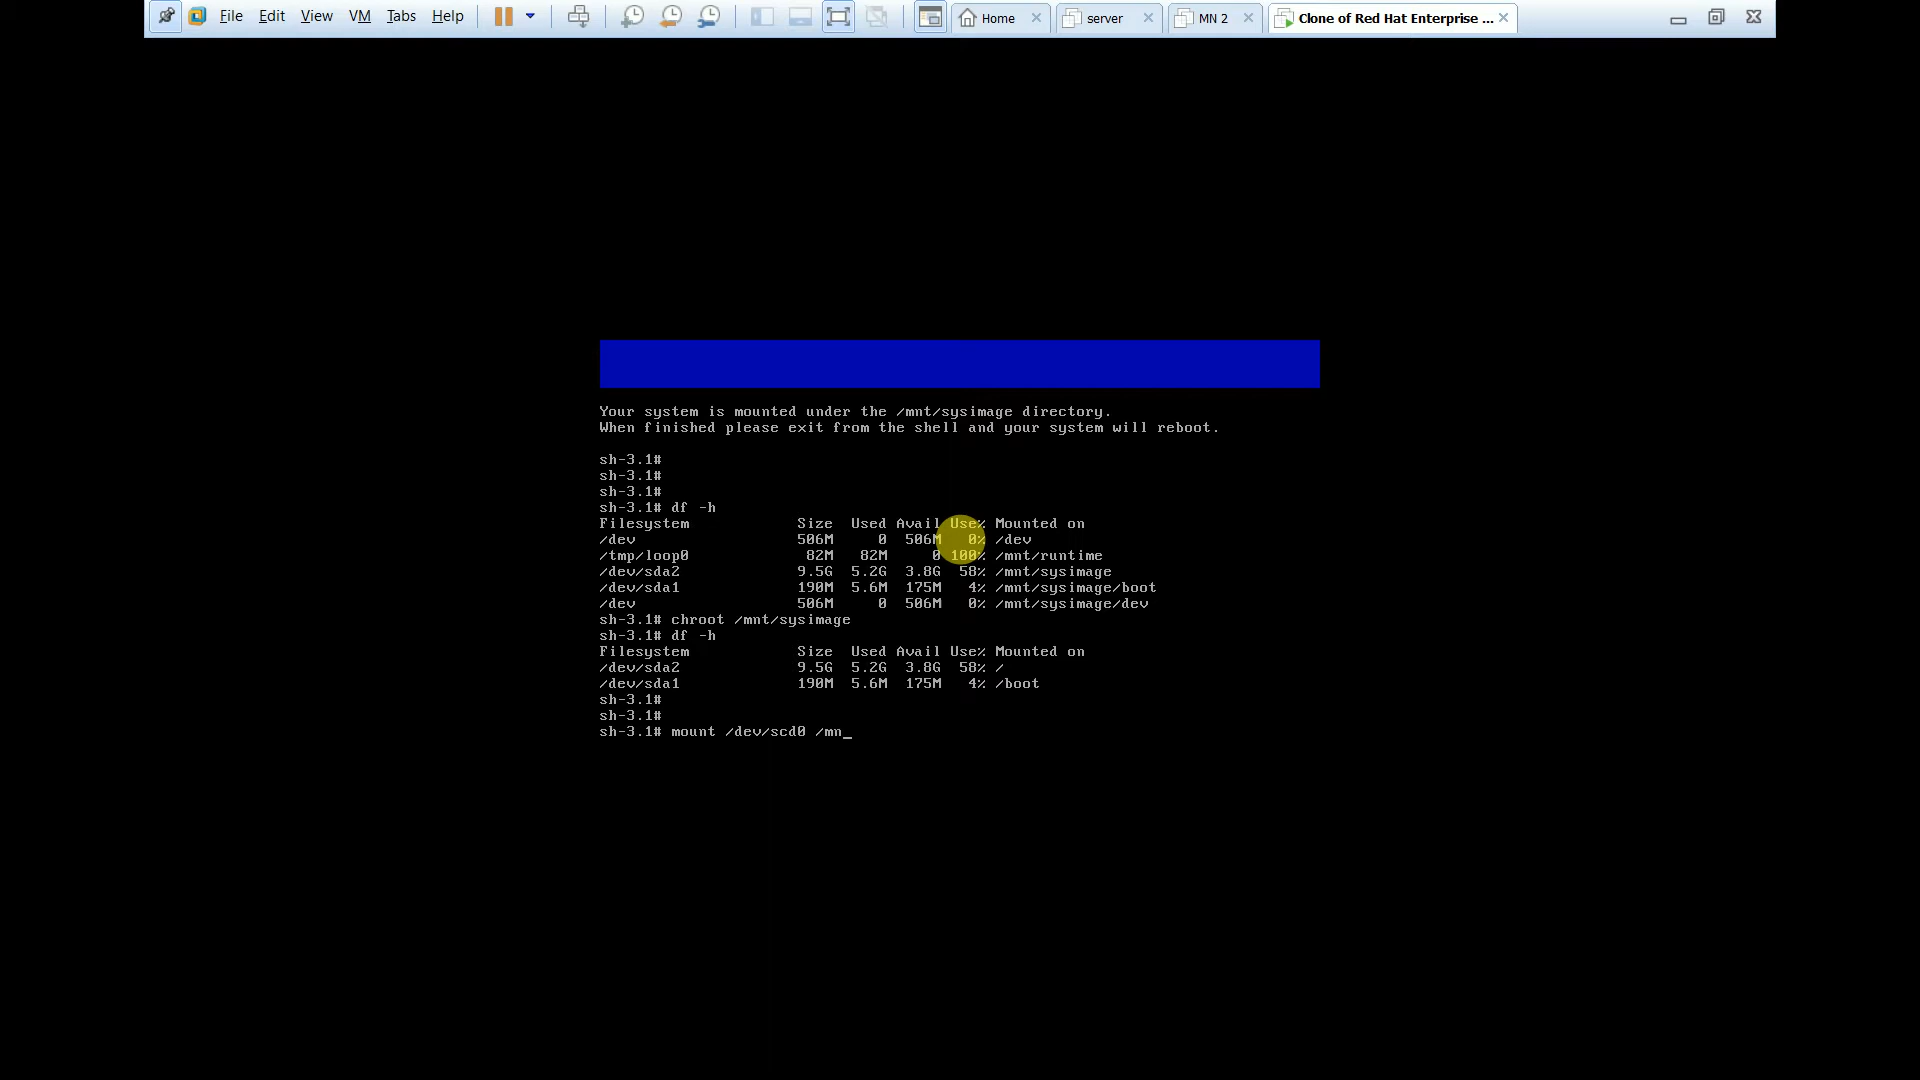 File Edit View VM Tabs Help Home server MN 2 Clone of Red Hat Enterprise ...
Your system is mounted under the /mnt/sysimage directory.
When finished please exit from the shell and your system will reboot.
sh-3.1#
sh-3.1#
sh-3.1#
sh-3.1# df -h
Filesystem Size Used Avail Use% Mounted on
/dev 506M 0 506M 0% /dev
/tmp/loop0 82M 82M 0 100% /mnt/runtime
/dev/sda2 9.5G 5.2G 3.8G 58% /mnt/sysimage
/dev/sda1 190M 5.6M 175M 4% /mnt/sysimage/boot
/dev 506M 0 506M 0% /mnt/sysimage/dev
sh-3.1# chroot /mnt/sysimage
sh-3.1# df -h
Filesystem Size Used Avail Use% Mounted on
/dev/sda2 9.5G 5.2G 3.8G 58% /
/dev/sda1 190M 5.6M 175M 4% /boot
sh-3.1#
sh-3.1#
sh-3.1# mount /dev/scd0 /mn_